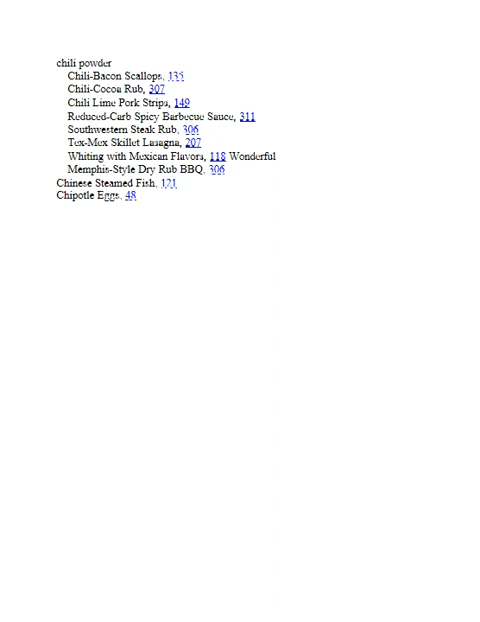 chili powder
Chili-Bacon Scallops, 135
Chili-Cocoa Rub, 307
Chili Lime Pork Strips, 149
Reduced-Carb Spicy Barbecue Sauce, 311
Southwestern Steak Rub, 306
Tex-Mex Skillet Lasagna, 207
Whiting with Mexican Flavors, 118 Wonderful
Memphis-Style Dry Rub BBQ, 306
Chinese Steamed Fish, 121
Chipotle Eggs, 48